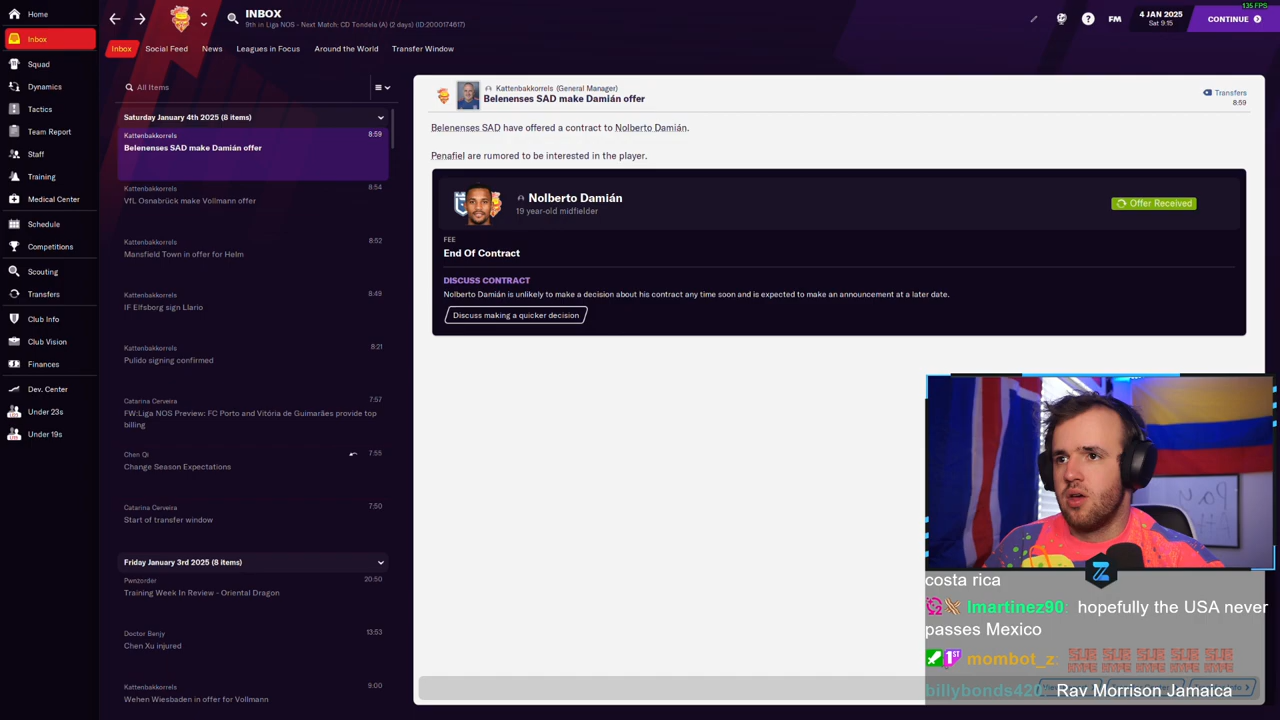 135 FPS
INBOX
9th in Liga NOS - Next Match: CD Tondela (A) (2 days) (ID:2000174617)
FM
4 JAN 2025
Sat 9:15
CONTINUE
Home
Inbox
Squad
Dynamics
Tactics
Team Report
Staff
Training
Medical Center
Schedule
Competitions
Scouting
Transfers
Club Info
Club Vision
Finances
Dev. Center
Under 23s
Under 19s
Inbox
Social Feed
News
Leagues in Focus
Around the World
Transfer Window
All Items
Saturday January 4th 2025 (8 items)
Kattenbakkorrels 8:59
Belenenses SAD make Damián offer
Kattenbakkorrels 8:54
VfL Osnabrück make Vollmann offer
Kattenbakkorrels 8:52
Mansfield Town in offer for Helm
Kattenbakkorrels 8:49
IF Elfsborg sign Llario
Kattenbakkorrels 8:21
Pulido signing confirmed
Catarina Cerveira 7:57
FW:Liga NOS Preview: FC Porto and Vitória de Guimarães provide top
billing
Chen Qi 7:55
Change Season Expectations
Catarina Cerveira 7:50
Start of transfer window
Friday January 3rd 2025 (8 items)
Pwnzorder 20:50
Training Week In Review - Oriental Dragon
Doctor Benjy 13:53
Chen Xu injured
Kattenbakkorrels 9:00
Wehen Wiesbaden in offer for Vollmann
Kattenbakkorrels (General Manager)
Belenenses SAD make Damián offer
Transfers
8:59
Belenenses SAD have offered a contract to Nolberto Damián.
Penafiel are rumored to be interested in the player.
Nolberto Damián
19 year-old midfielder
Offer Received
FEE
End Of Contract
DISCUSS CONTRACT
Nolberto Damián is unlikely to make a decision about his contract any time soon and is expected to make an announcement at a later date.
Discuss making a quicker decision
costa rica
lmartinez90: hopefully the USA never
passes Mexico
1ST mombot_z:
billybonds420 Rav Morrison Jamaica